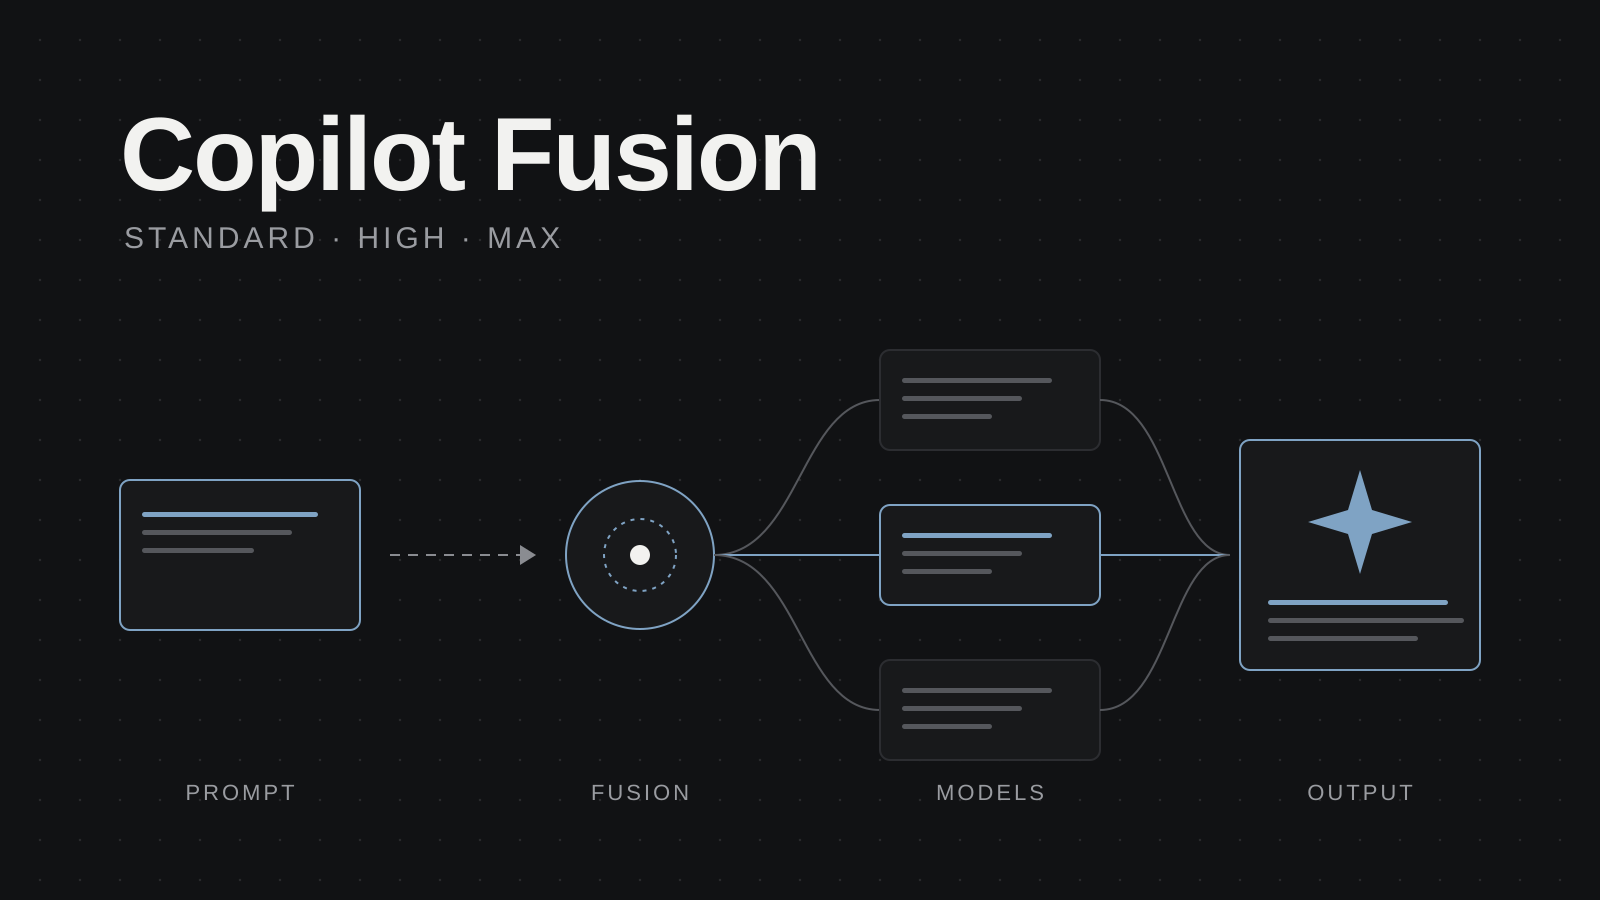 Copilot Fusion
STANDARD · HIGH · MAX
PROMPT
FUSION
MODELS
OUTPUT